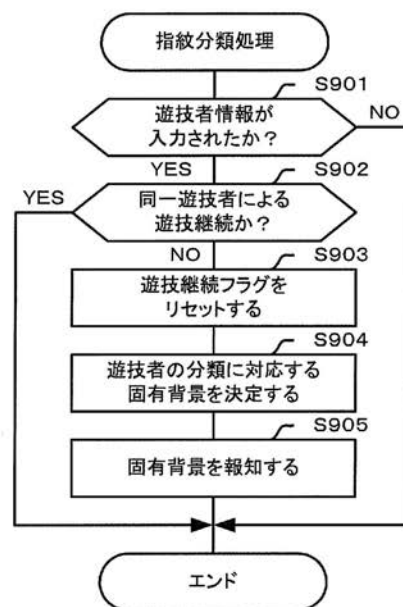 指紋分類処理
S901
遊技者情報が
入力されたか？
NO
YES
S902
YES
同一遊技者による
遊技継続か？
NO
S903
遊技継続フラグを
リセットする
S904
遊技者の分類に対応する
固有背景を決定する
S905
固有背景を報知する
エンド